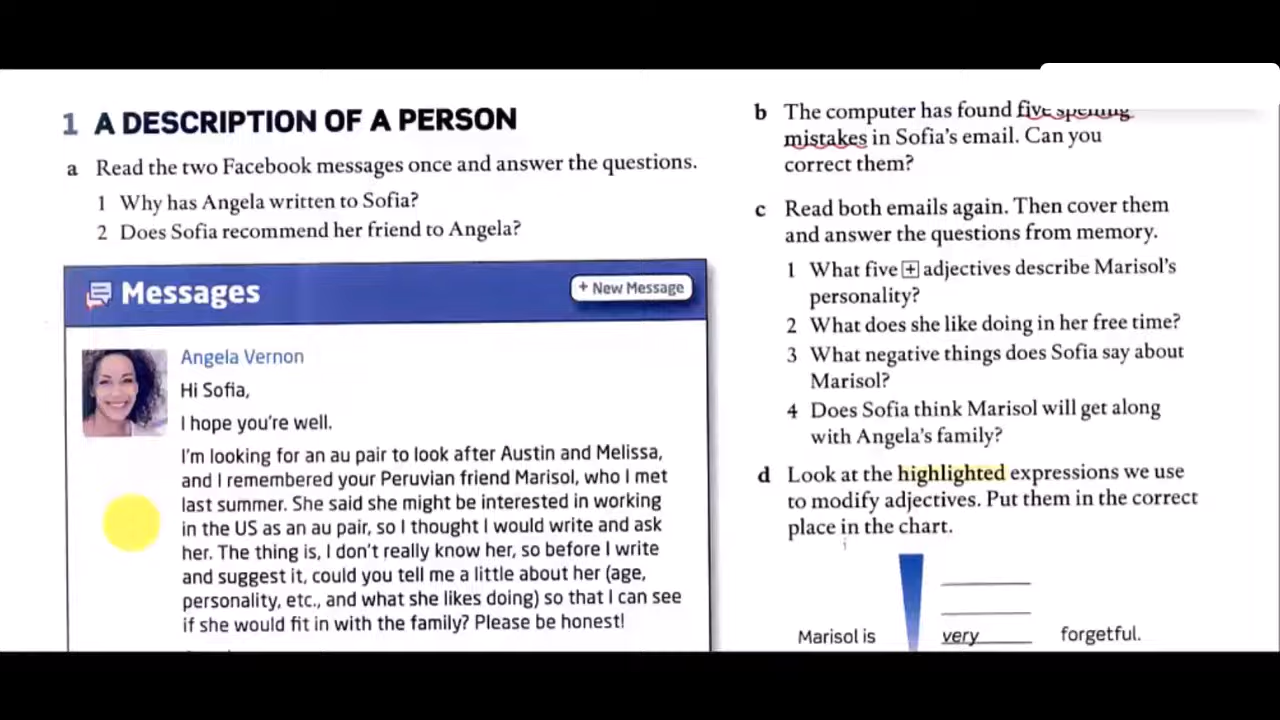 1 A DESCRIPTION OF A PERSON
a Read the two Facebook messages once and answer the questions.
1 Why has Angela written to Sofia?
2 Does Sofia recommend her friend to Angela?
Messages
+ New Message
Angela Vernon
Hi Sofia,
I hope you're well.
I'm looking for an au pair to look after Austin and Melissa,
and I remembered your Peruvian friend Marisol, who I met
last summer. She said she might be interested in working
in the US as an au pair, so I thought I would write and ask
her. The thing is, I don't really know her, so before I write
and suggest it, could you tell me a little about her (age,
personality, etc., and what she likes doing) so that I can see
if she would fit in with the family? Please be honest!
b The computer has found five spelling
mistakes in Sofia's email. Can you
correct them?
c Read both emails again. Then cover them
and answer the questions from memory.
1 What five + adjectives describe Marisol's
personality?
2 What does she like doing in her free time?
3 What negative things does Sofia say about
Marisol?
4 Does Sofia think Marisol will get along
with Angela's family?
d Look at the highlighted expressions we use
to modify adjectives. Put them in the correct
place in the chart.
Marisol is very forgetful.